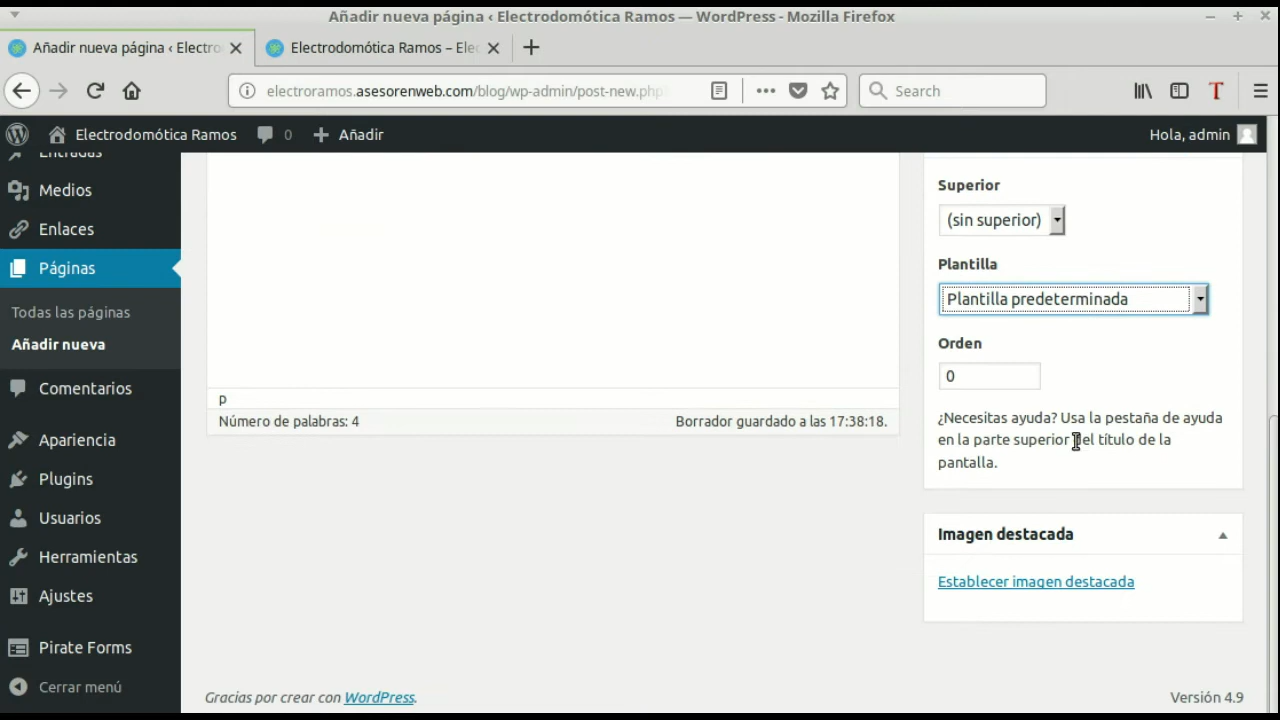 Añadir nueva página ‹ Electrodomótica Ramos — WordPress - Mozilla Firefox
Añadir nueva página ‹ Electro
Electrodomótica Ramos – Ele
electroramos.asesorenweb.com/blog/wp-admin/post-new.php
Search
Electrodomótica Ramos
0
Añadir
Hola, admin
Entradas
Medios
Enlaces
Páginas
Todas las páginas
Añadir nueva
Comentarios
Apariencia
Plugins
Usuarios
Herramientas
Ajustes
Pirate Forms
Cerrar menú
p
Número de palabras: 4
Borrador guardado a las 17:38:18.
Superior
(sin superior)
Plantilla
Plantilla predeterminada
Orden
0
¿Necesitas ayuda? Usa la pestaña de ayuda
en la parte superior del título de la
pantalla.
Imagen destacada
Establecer imagen destacada
Gracias por crear con WordPress.
Versión 4.9